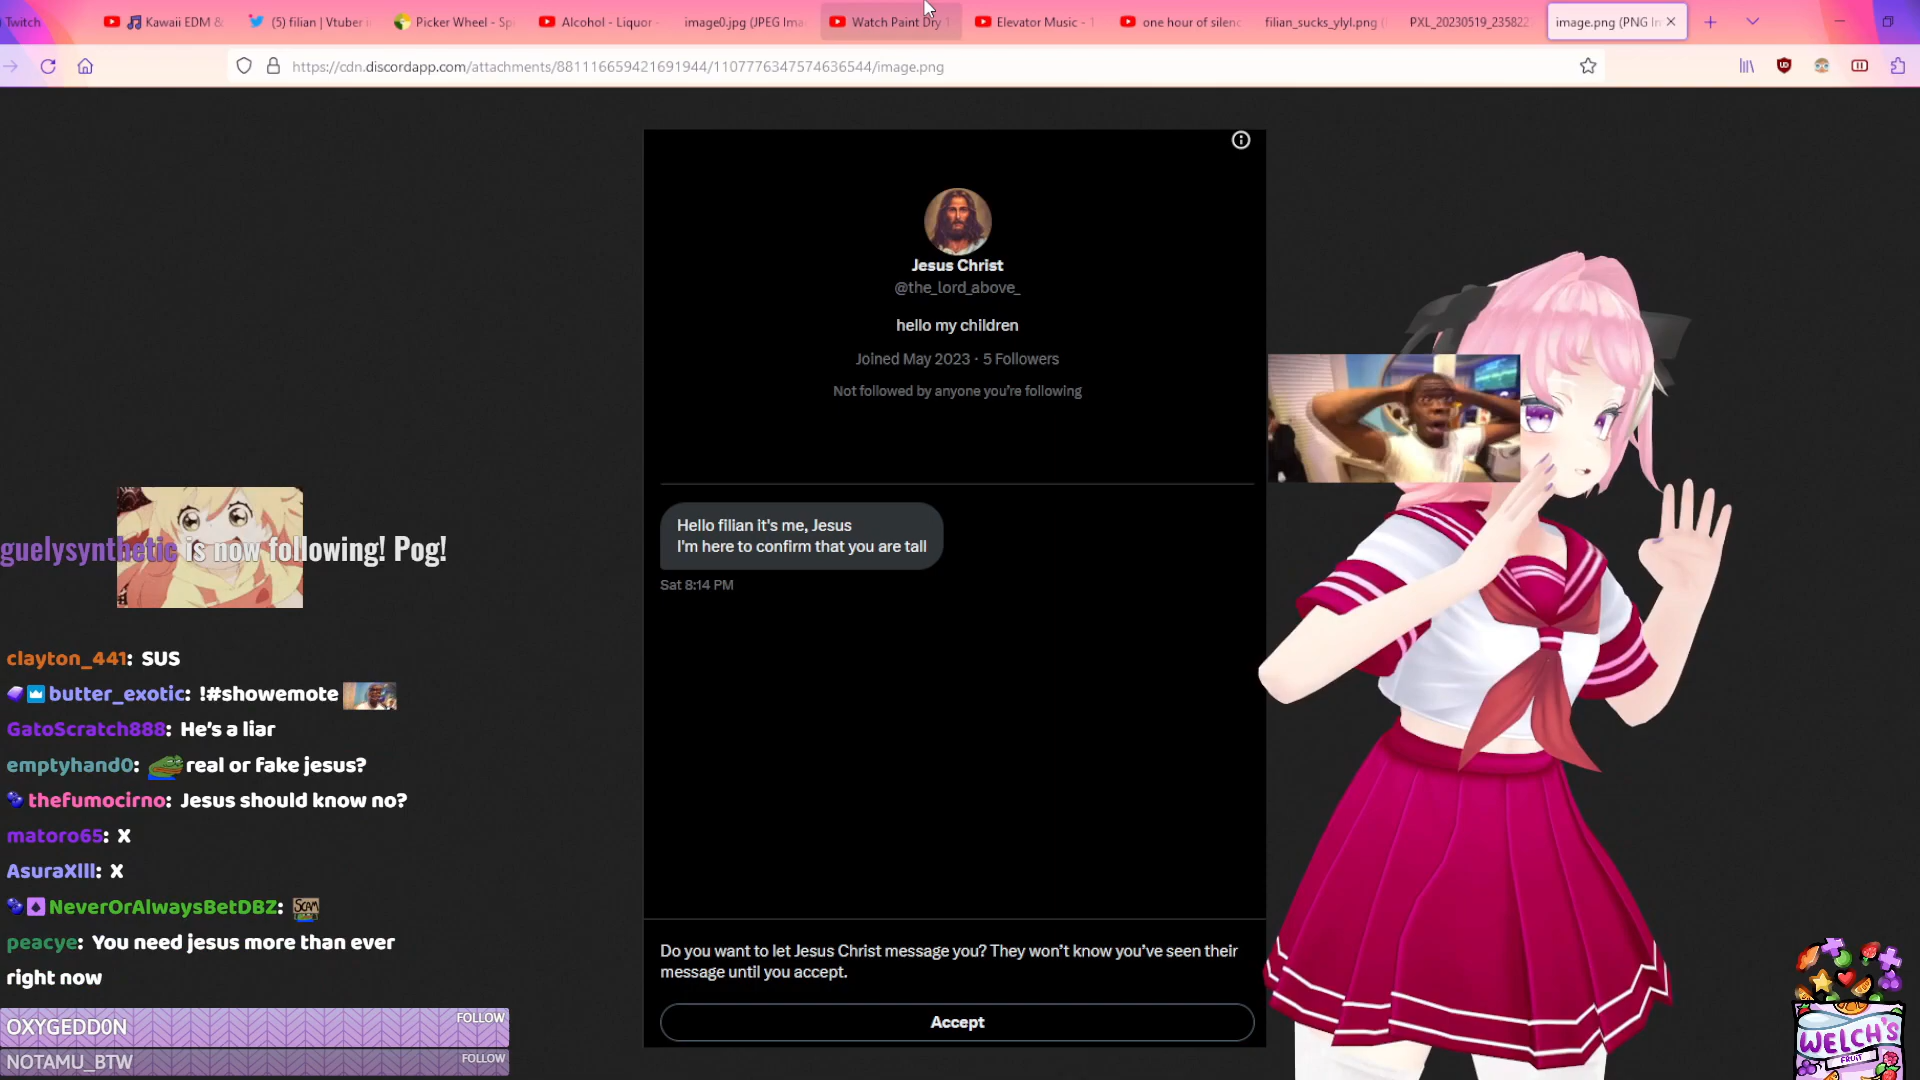 Twitch
Kawaii EDM &
(5) filian | Vtuber
Picker Wheel - Sp
Alcohol - Liquor
image0.jpg (JPEG Ima
Watch Paint Dry 1
Elevator Music - 1
one hour of silenc
filian_sucks_ylyl.png (
PXL_20230519_235822
image.png (PNG Im
https://cdn.discordapp.com/attachments/881116659421691944/1107776347574636544/image.png
Jesus Christ
@the_lord_above_
hello my children
Joined May 2023 · 5 Followers
Not followed by anyone you're following
Hello filian it's me, Jesus
I'm here to confirm that you are tall
Sat 8:14 PM
Do you want to let Jesus Christ message you? They won't know you've seen their
message until you accept.
Accept
guelysynthetic is now following! Pog!
clayton_441: SUS
butter_exotic: !#showemote
GatoScratch888: He's a liar
emptyhand0: real or fake jesus?
thefumocirno: Jesus should know no?
matoro65: X
AsuraXlll: X
NeverOrAlwaysBetDBZ: SCAM
peacye: You need jesus more than ever
right now
OXYGEDD0N FOLLOW
NOTAMU_BTW FOLLOW
WELCH'S
FRUIT